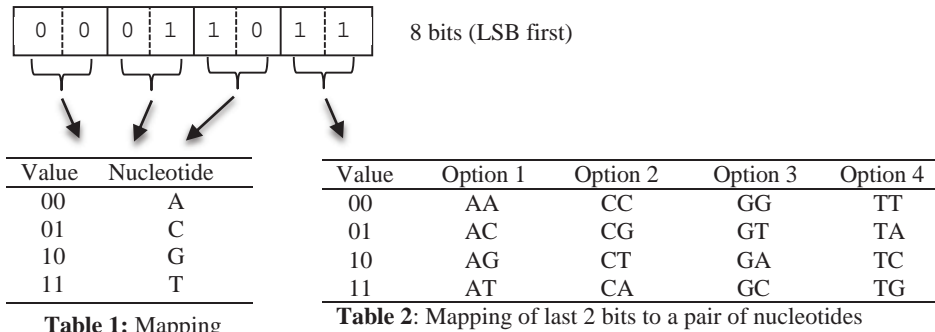 0 0 0 1 1 0 1 1 8 bits (LSB first)
Value Nucleotide
00 A
01 C
10 G
11 T
Table 1: Mapping
Value Option 1 Option 2 Option 3 Option 4
00 AA CC GG TT
01 AC CG GT TA
10 AG CT GA TC
11 AT CA GC TG
Table 2: Mapping of last 2 bits to a pair of nucleotides